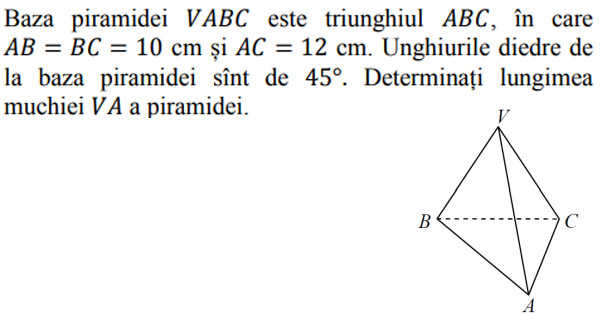 Baza piramidei VABC este triunghiul ABC, în care
AB = BC = 10 cm și AC = 12 cm. Unghiurile diedre de
la baza piramidei sînt de 45°. Determinați lungimea
muchiei VA a piramidei.
V
B
C
A